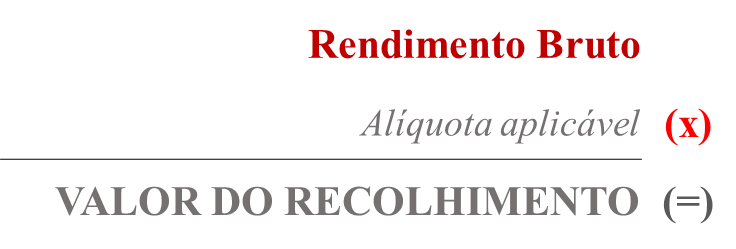 Rendimento Bruto
Alíquota aplicável (x)
VALOR DO RECOLHIMENTO (=)